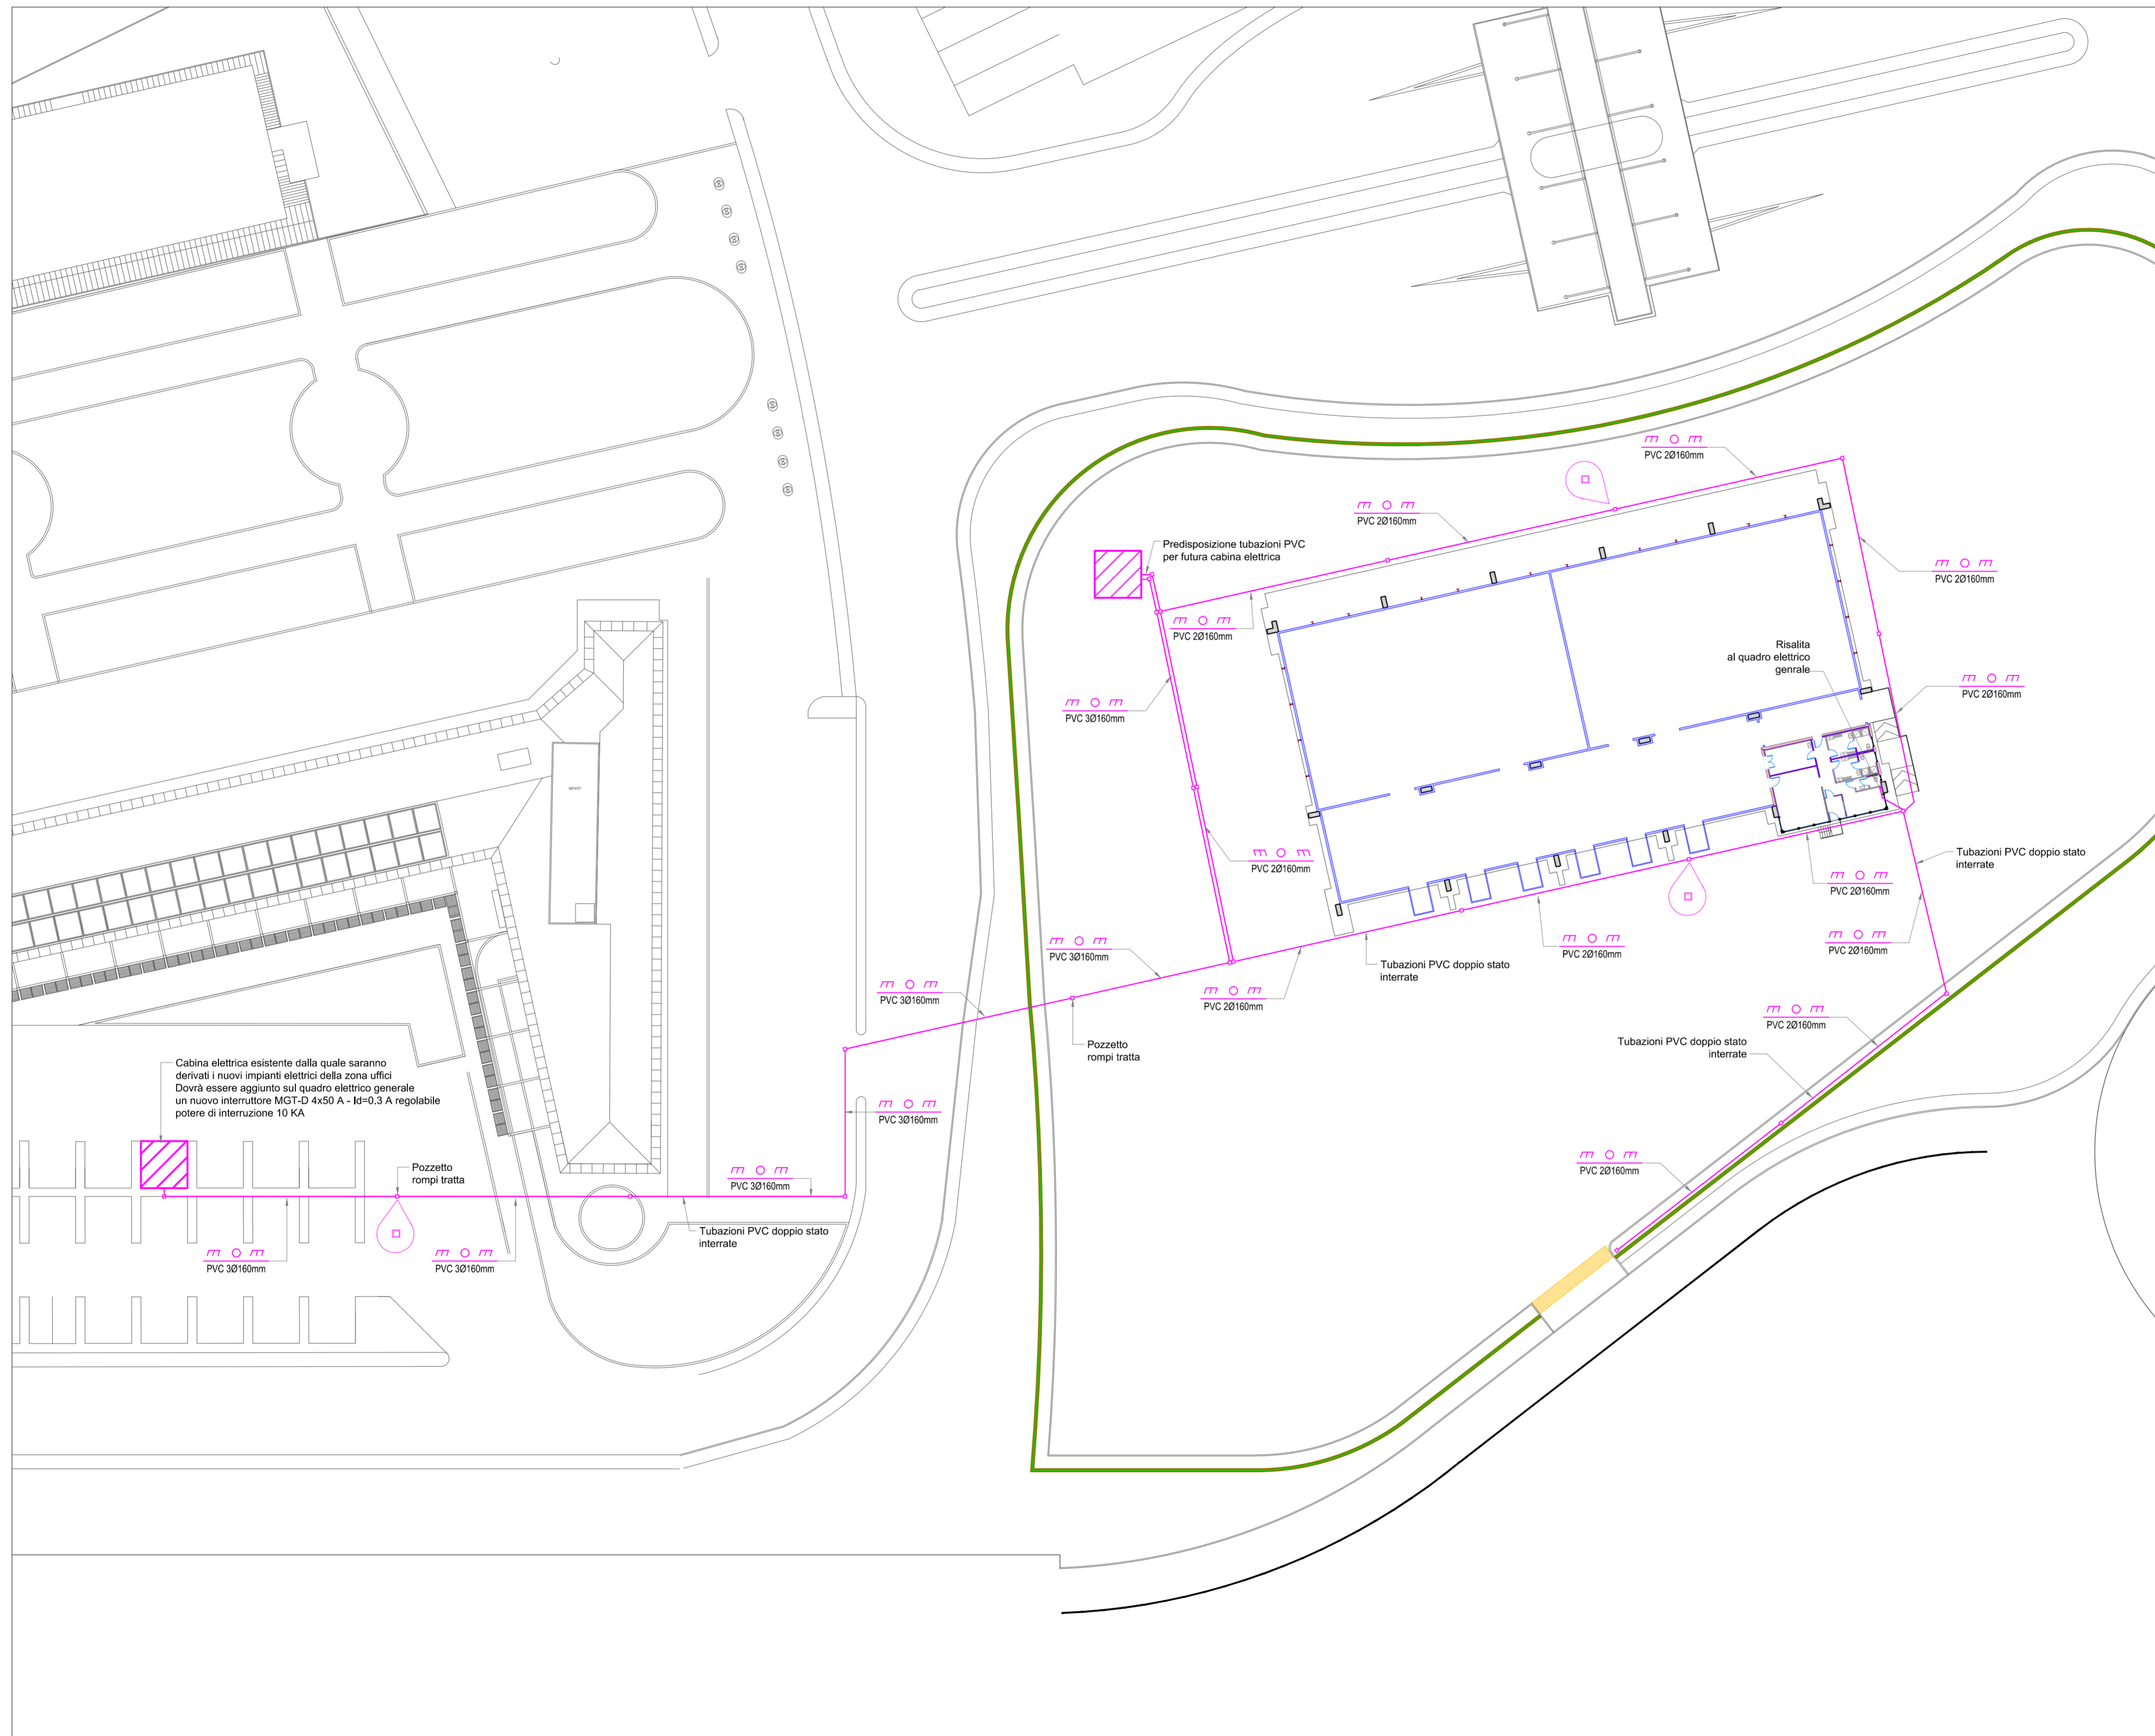 PVC 2Ø160mm
PVC 2Ø160mm
Predisposizione tubazioni PVC
per futura cabina elettrica
PVC 2Ø160mm
PVC 2Ø160mm
Risalita
al quadro elettrico
genrale
PVC 2Ø160mm
PVC 3Ø160mm
PVC 2Ø160mm
Tubazioni PVC doppio stato
interrate
PVC 2Ø160mm
PVC 2Ø160mm
PVC 2Ø160mm
PVC 3Ø160mm
Tubazioni PVC doppio stato
interrate
PVC 3Ø160mm
PVC 2Ø160mm
PVC 2Ø160mm
Tubazioni PVC doppio stato
interrate
Pozzetto
rompi tratta
Cabina elettrica esistente dalla quale saranno
derivati i nuovi impianti elettrici della zona uffici
Dovrà essere aggiunto sul quadro elettrico generale
un nuovo interruttore MGT-D 4x50 A - Id=0,3 A regolabile
potere di interruzione 10 KA
PVC 3Ø160mm
PVC 2Ø160mm
Pozzetto
rompi tratta
PVC 3Ø160mm
Tubazioni PVC doppio stato
interrate
PVC 3Ø160mm
PVC 3Ø160mm